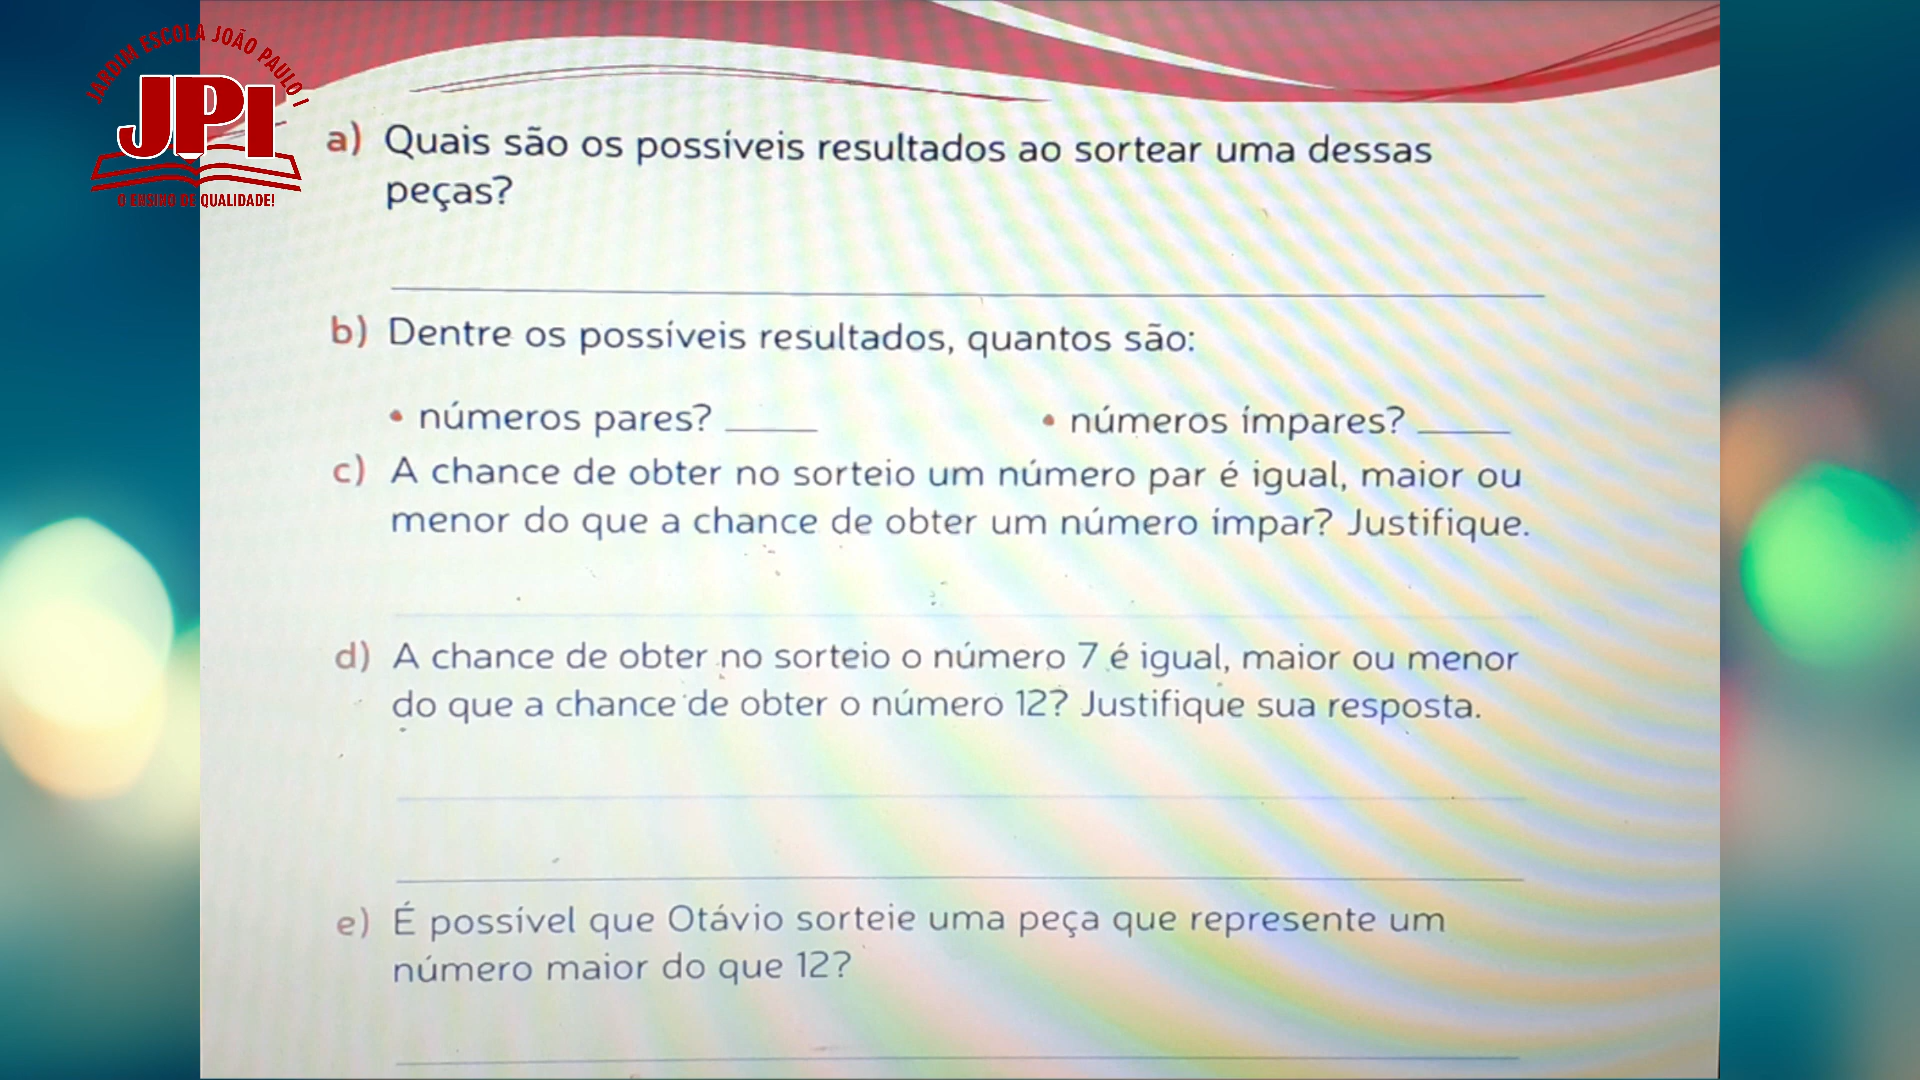 JARDIM ESCOLA JOÃO PAULO I
JPI
O ENSINO DE QUALIDADE!
a) Quais são os possíveis resultados ao sortear uma dessas
peças?
b) Dentre os possíveis resultados, quantos são:
• números pares? _____ • números ímpares? _____
c) A chance de obter no sorteio um número par é igual, maior ou
menor do que a chance de obter um número ímpar? Justifique.
d) A chance de obter no sorteio o número 7 é igual, maior ou menor
do que a chance de obter o número 12? Justifique sua resposta.
e) É possível que Otávio sorteie uma peça que represente um
número maior do que 12?